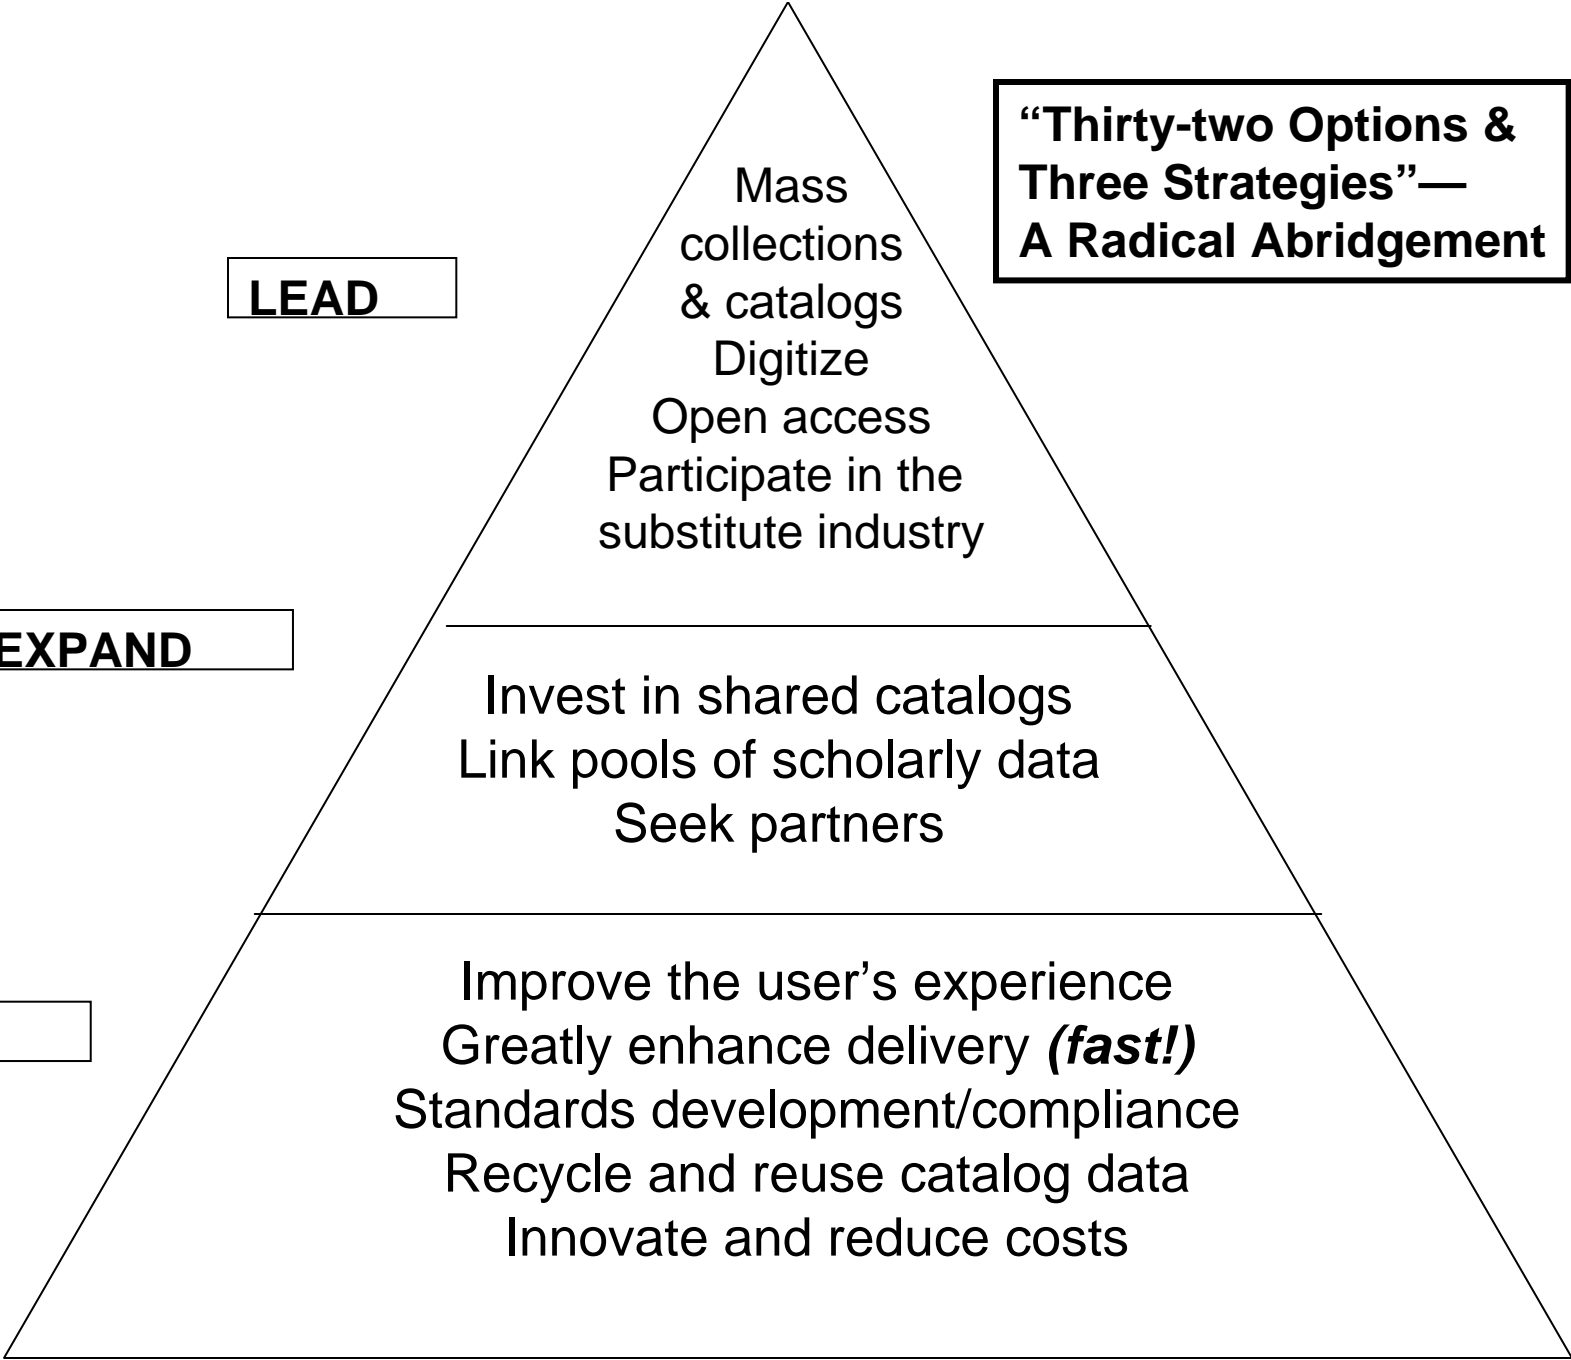 “Thirty-two Options &
Three Strategies”—
A Radical Abridgement
LEAD
Mass
collections
& catalogs
Digitize
Open access
Participate in the
substitute industry
EXPAND
Invest in shared catalogs
Link pools of scholarly data
Seek partners
Improve the user’s experience
Greatly enhance delivery (fast!)
Standards development/compliance
Recycle and reuse catalog data
Innovate and reduce costs